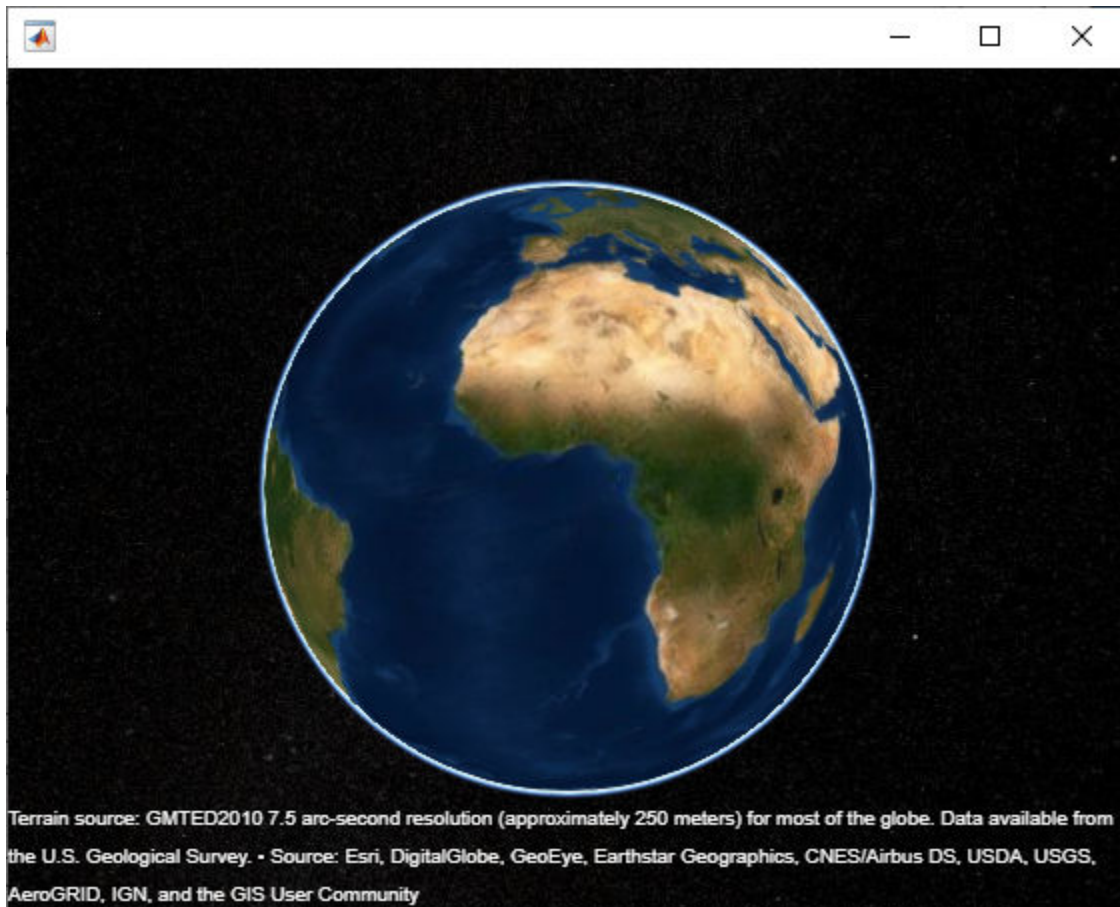 Terrain source: GMTED2010 7.5 arc-second resolution (approximately 250 meters) for most of the globe. Data available from
the U.S. Geological Survey. • Source: Esri, DigitalGlobe, GeoEye, Earthstar Geographics, CNES/Airbus DS, USDA, USGS,
AeroGRID, IGN, and the GIS User Community